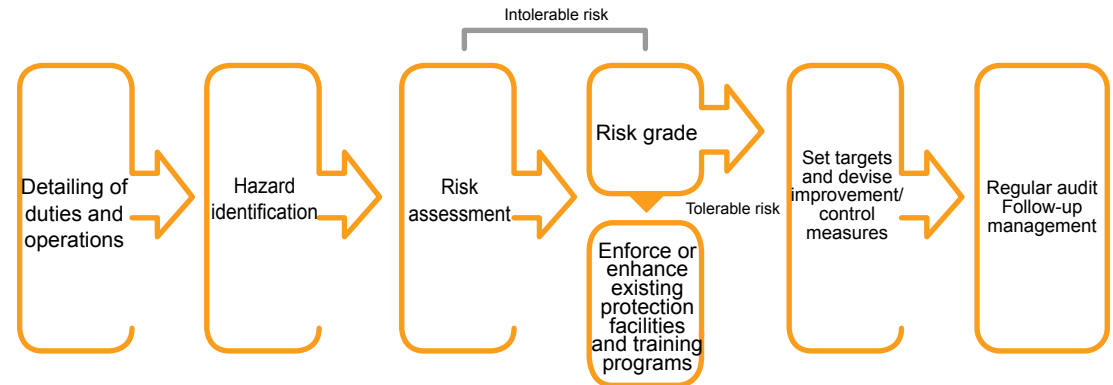 Intolerable risk
Detailing of
duties and
operations
Hazard
identification
Risk
assessment
Risk grade
Tolerable risk
Enforce or
enhance
existing
protection
facilities
and training
programs
Set targets
and devise
improvement/
control
measures
Regular audit
Follow-up
management